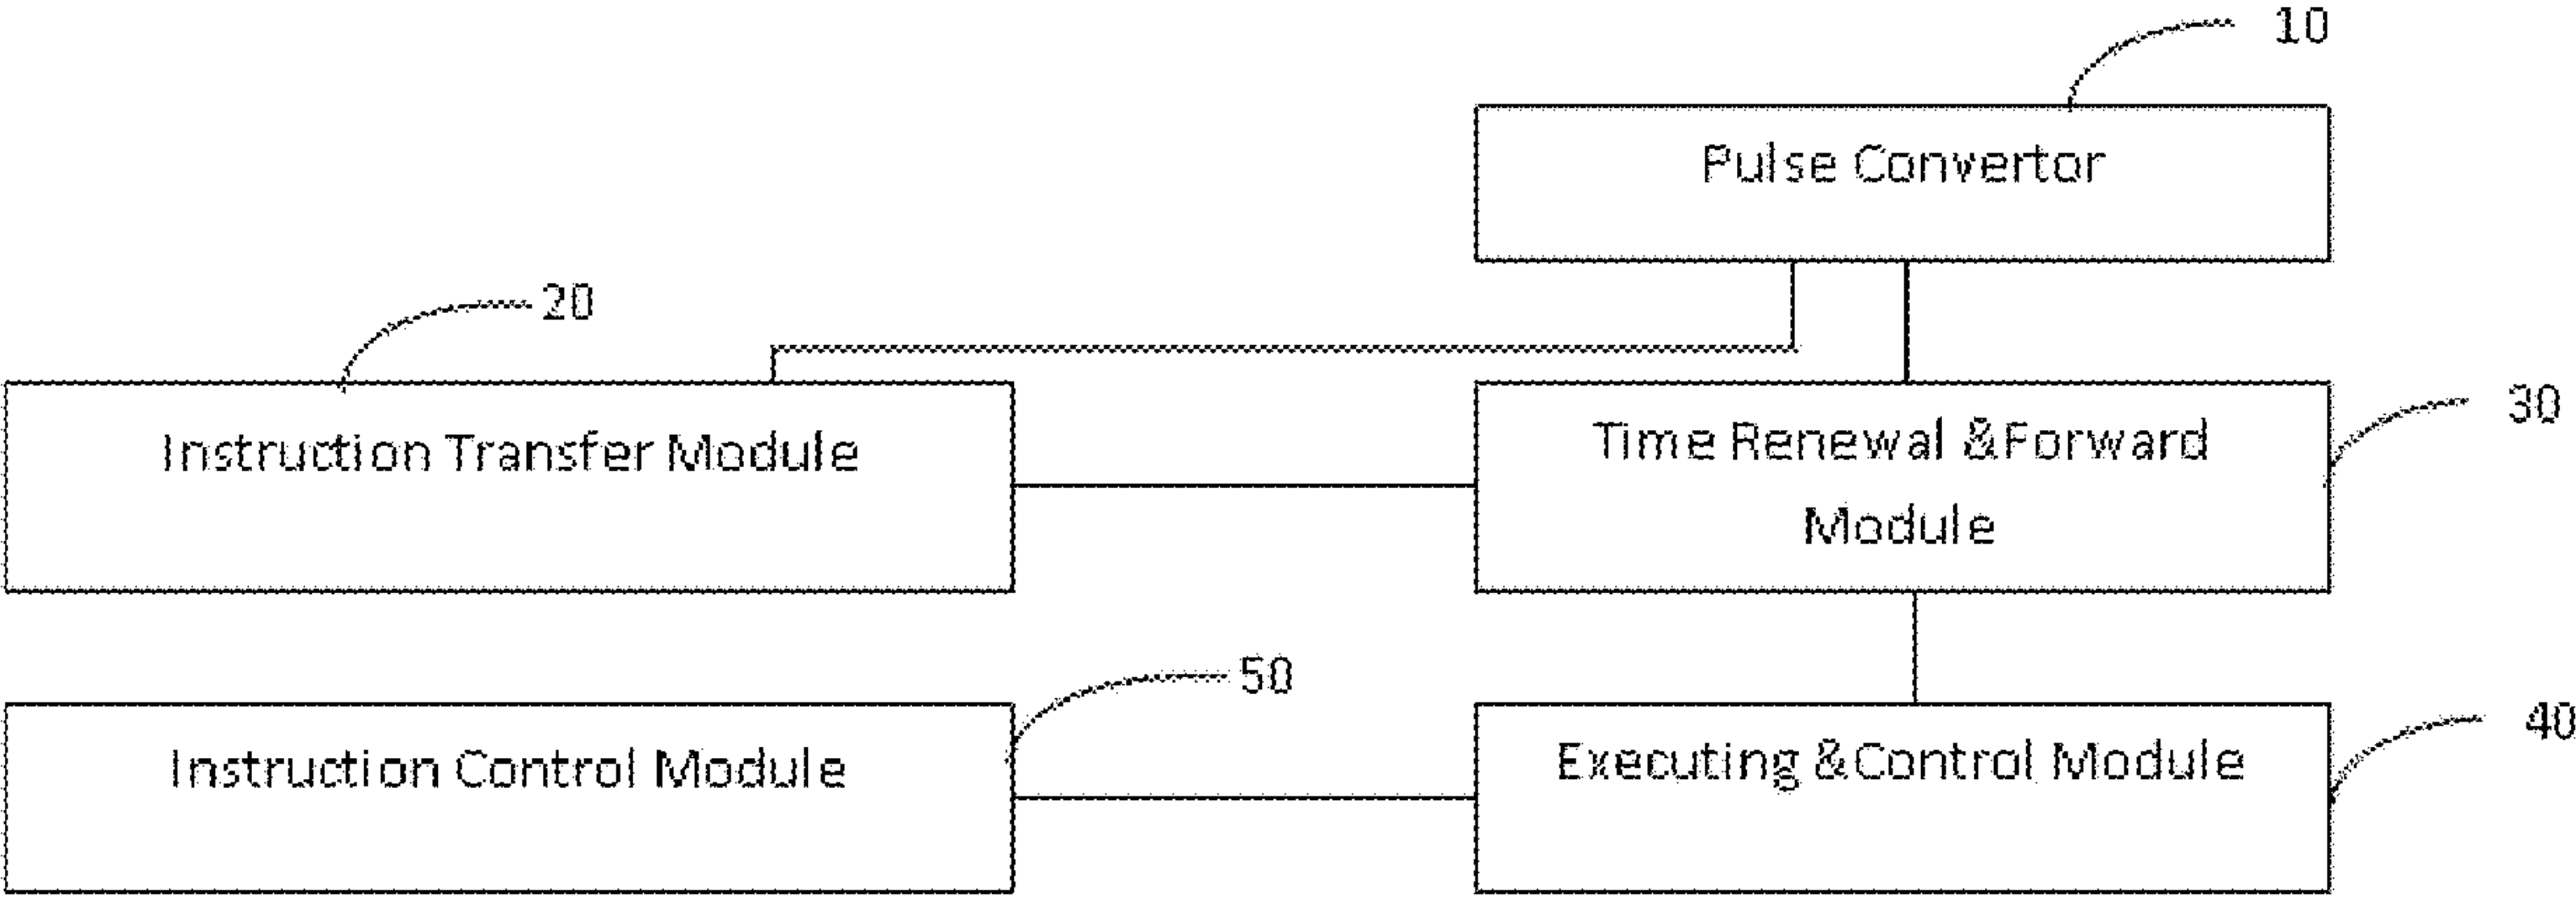 10
Pulse Convertor
20
Instruction Transfer Module
Time Renewal &Forward
Module
30
50
Instruction Control Module
Executing &Control Module
40